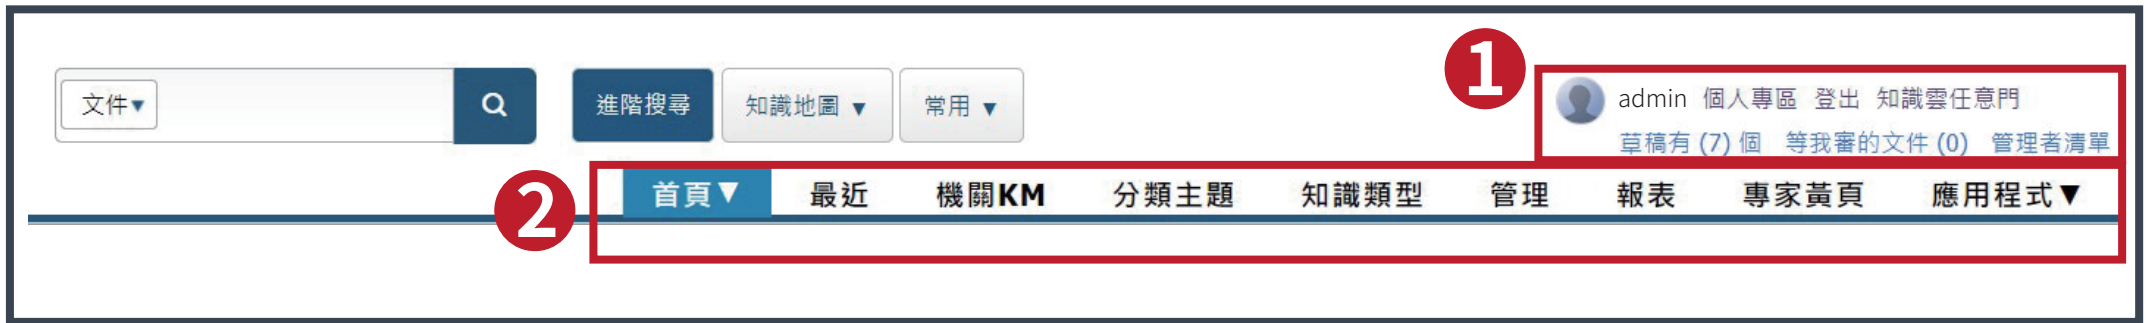 1
文件▼ 進階搜尋 知識地圖 ▼ 常用 ▼ admin 個人專區 登出 知識雲任意門
草稿有 (7) 個 等我審的文件 (0) 管理者清單
2
首頁▼ 最近 機關KM 分類主題 知識類型 管理 報表 專家黃頁 應用程式▼